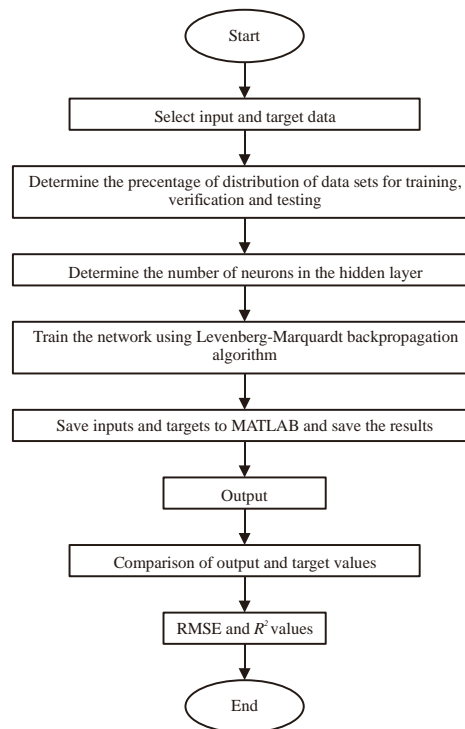 Start
Select input and target data
Determine the precentage of distribution of data sets for training,
verification and testing
Determine the number of neurons in the hidden layer
Train the network using Levenberg-Marquardt backpropagation
algorithm
Save inputs and targets to MATLAB and save the results
Output
Comparison of output and target values
RMSE and R² values
End